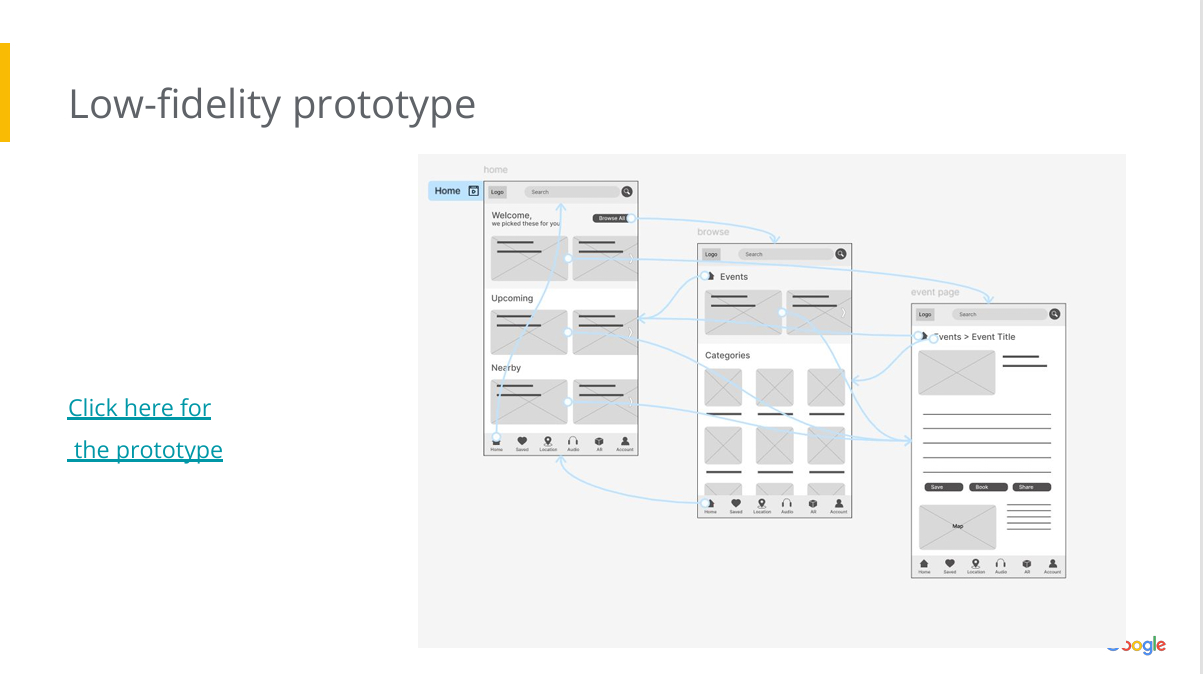 Low-fidelity prototype
Click here for
the prototype
home
Home
Logo
Search
Welcome,
we picked these for you
Browse All
Upcoming
Nearby
Home Saved Location Audio AR Account
browse
Logo
Search
Events
Categories
Home Saved Location Audio AR Account
event page
Logo
Search
Events > Event Title
Save
Book
Share
Map
Home Saved Location Audio AR Account
Google